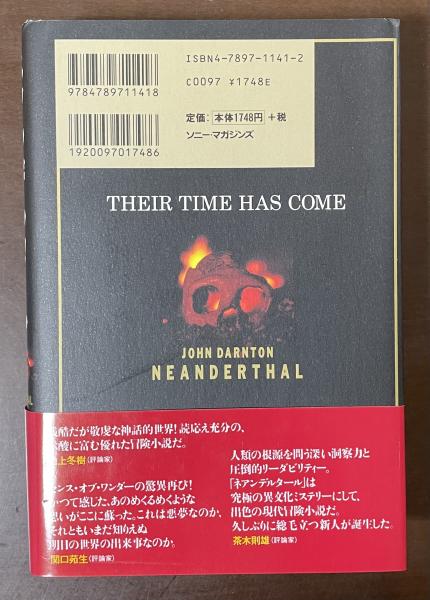 ISBN4-7897-1141-2
C0097 ¥1748E
9784789711418
定価: 本体1748円 +税
ソニー・マガジンズ
1920097017486
THEIR TIME HAS COME
JOHN DARNTON
NEANDERTHAL
残酷だが敬虔な神話的世界!読応え充分の、
酸に富む優れた冒険小説だ。
上冬樹(評論家)
センス・オブ・ワンダーの驚異再び!
かつて感じた、あのめくるめくような
思いがここに蘇った。これは悪夢なのか、
それともいまだ知りえぬ
明日の世界の出来事なのか。
関口苑生(評論家)
人類の根源を問う深い洞察力と
圧倒的リーダビリティー。
「ネアンデルタール」は
究極の異文化ミステリーにして、
出色の現代冒険小説だ。
久しぶりに総毛立つ新人が誕生した。
茶木則雄(評論家)